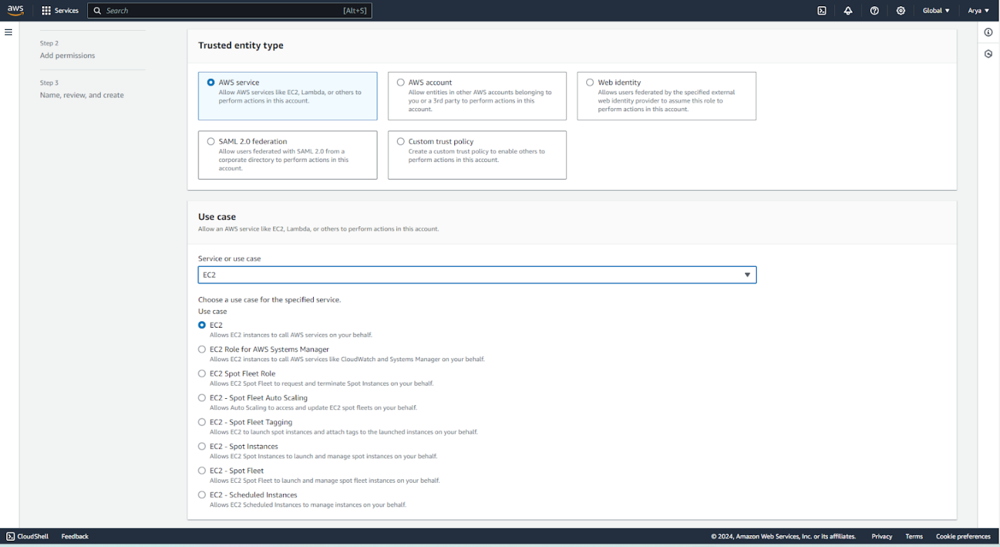 aws
Services
Search [Alt+S]
Global ▼
Arya ▼
Step 2
Add permissions
Step 3
Name, review, and create
Trusted entity type
AWS service
Allow AWS services like EC2, Lambda, or others to
perform actions in this account.
AWS account
Allow entities in other AWS accounts belonging to
you or a 3rd party to perform actions in this
account.
Web identity
Allows users federated by the specified external
web identity provider to assume this role to
perform actions in this account.
SAML 2.0 federation
Allow users federated with SAML 2.0 from a
corporate directory to perform actions in this
account.
Custom trust policy
Create a custom trust policy to enable others to
perform actions in this account.
Use case
Allow an AWS service like EC2, Lambda, or others to perform actions in this account.
Service or use case
EC2
Choose a use case for the specified service.
Use case
EC2
Allows EC2 instances to call AWS services on your behalf.
EC2 Role for AWS Systems Manager
Allows EC2 instances to call AWS services like CloudWatch and Systems Manager on your behalf.
EC2 Spot Fleet Role
Allows EC2 Spot Fleet to request and terminate Spot Instances on your behalf.
EC2 - Spot Fleet Auto Scaling
Allows Auto Scaling to access and update EC2 spot fleets on your behalf.
EC2 - Spot Fleet Tagging
Allows EC2 to launch spot instances and attach tags to the launched instances on your behalf.
EC2 - Spot Instances
Allows EC2 Spot Instances to launch and manage spot instances on your behalf.
EC2 - Spot Fleet
Allows EC2 Spot Fleet to launch and manage spot fleet instances on your behalf.
EC2 - Scheduled Instances
Allows EC2 Scheduled Instances to manage instances on your behalf.
CloudShell
Feedback
© 2024, Amazon Web Services, Inc. or its affiliates.
Privacy
Terms
Cookie preferences